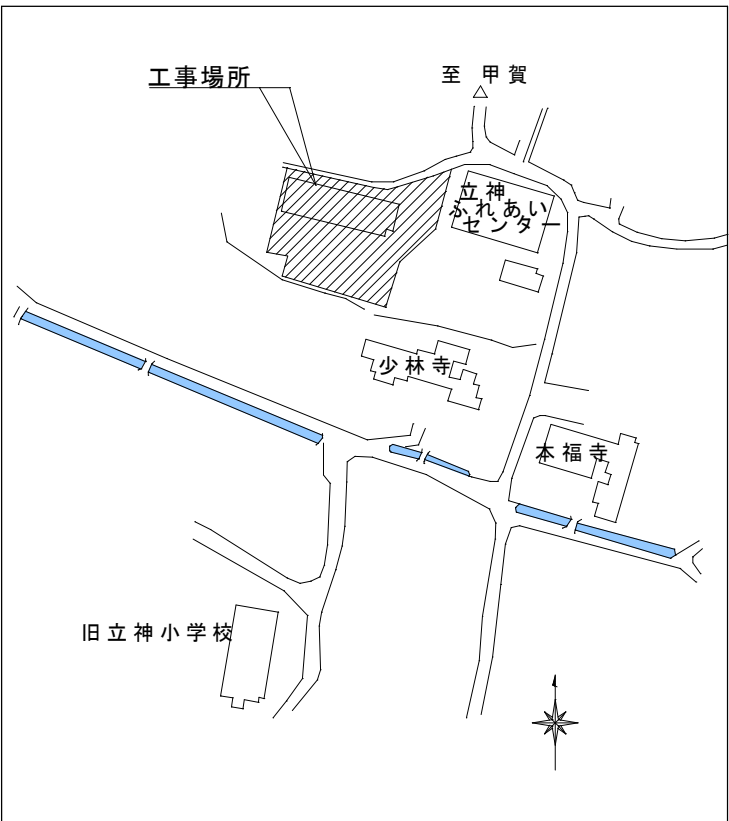 工事場所
至 甲賀
立神
ふれあい
センター
少林寺
本福寺
旧立神小学校